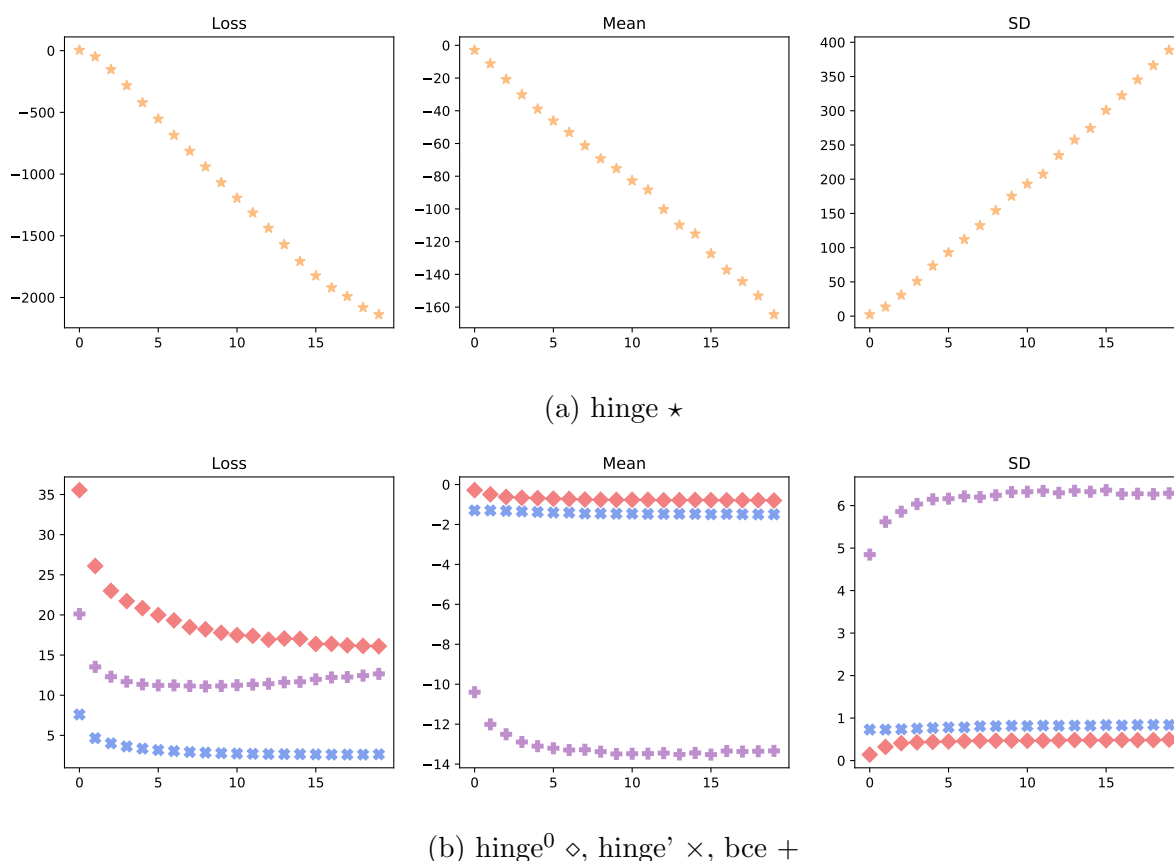 Loss Mean SD
0 −500 −1000 −1500 −2000
0 5 10 15
0 −20 −40 −60 −80 −100 −120 −140 −160
0 5 10 15
400 350 300 250 200 150 100 50 0
0 5 10 15
(a) hinge ⋆
Loss Mean SD
35 30 25 20 15 10 5
0 5 10 15
0 −2 −4 −6 −8 −10 −12 −14
0 5 10 15
6 5 4 3 2 1 0
0 5 10 15
(b) hinge⁰ ⋄, hinge’ ×, bce +